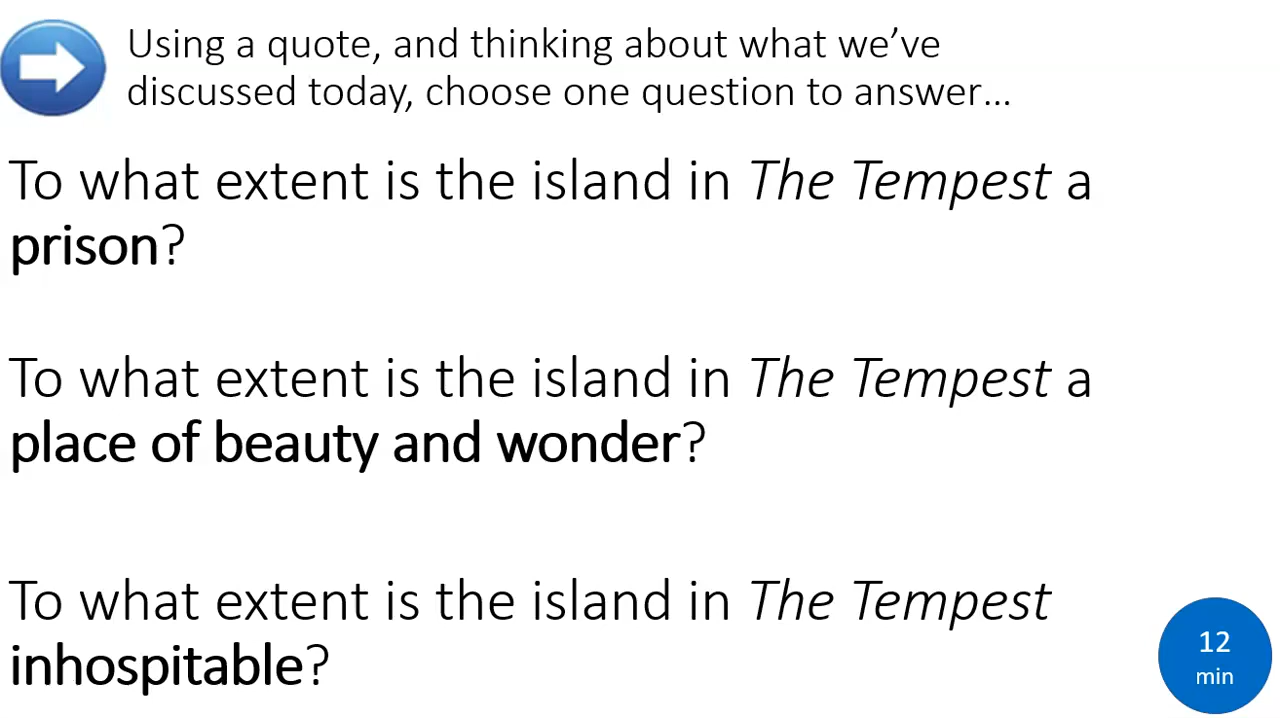 Using a quote, and thinking about what we’ve
discussed today, choose one question to answer…
To what extent is the island in The Tempest a
prison?
To what extent is the island in The Tempest a
place of beauty and wonder?
To what extent is the island in The Tempest
inhospitable?
12
min